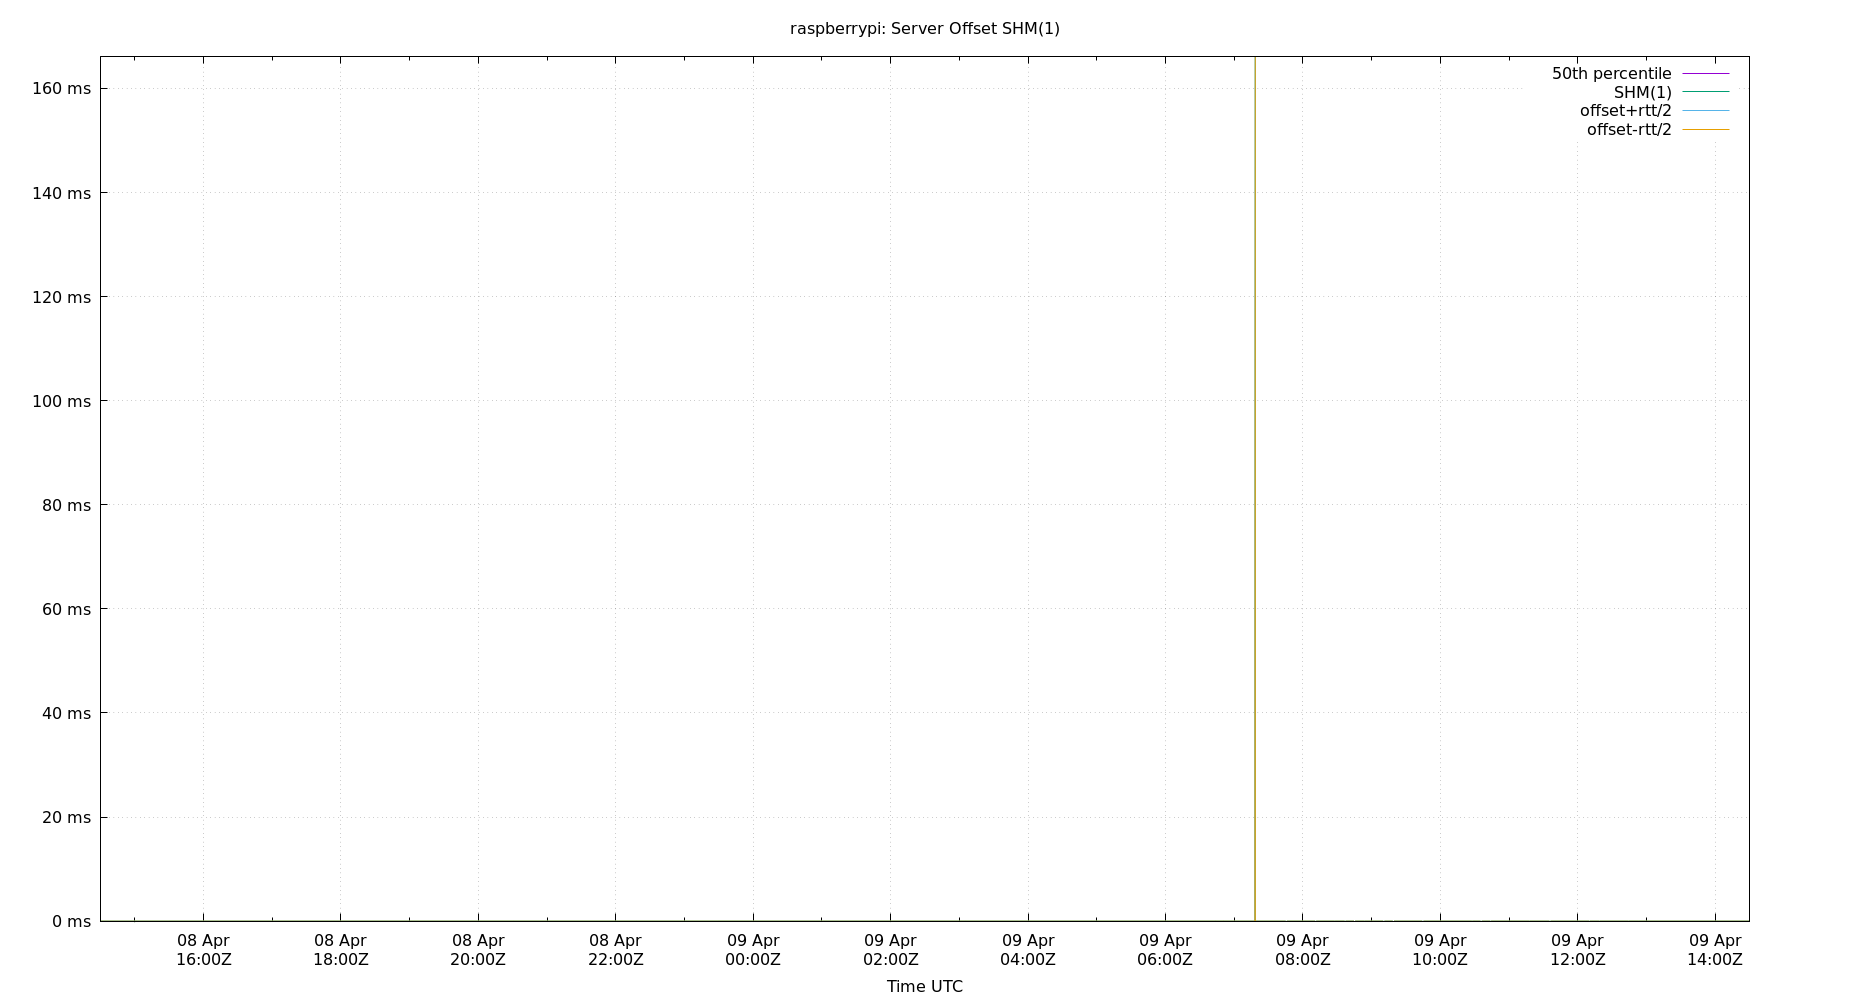 raspberrypi: Server Offset SHM(1)
50th percentile
SHM(1)
offset+rtt/2
offset-rtt/2
160 ms
140 ms
120 ms
100 ms
80 ms
60 ms
40 ms
20 ms
0 ms
08 Apr 08 Apr 08 Apr 08 Apr 09 Apr 09 Apr 09 Apr 09 Apr 09 Apr 09 Apr 09 Apr 09 Apr
16:00Z 18:00Z 20:00Z 22:00Z 00:00Z 02:00Z 04:00Z 06:00Z 08:00Z 10:00Z 12:00Z 14:00Z
Time UTC